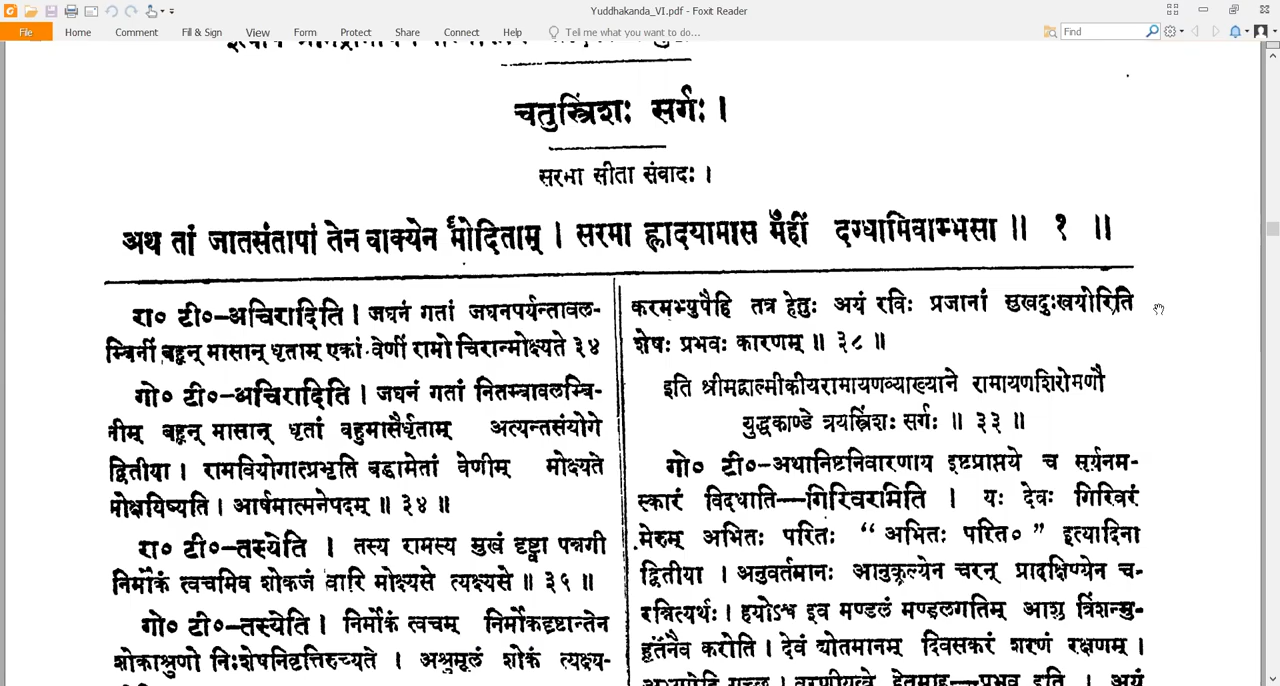 Yuddhakanda_VI.pdf - Foxit Reader
File Home Comment Fill & Sign View Form Protect Share Connect Help Tell me what you want to do... Find
चतुस्त्रिंशः सर्गः ।
सरमा सीता संवादः ।
अथ तां जातसंतापां तेन वाक्येन मोदिताम् । सरमा ह्लादयामास महीं दग्धामिवाम्भसा ॥ १ ॥
रा० टी०-अचिरादिति । जघनं गतां जघनपर्यन्तावल-
म्बिनीं बहून् मासान् धृताम् एकां वेणीं रामो चिरान्मोक्ष्यते ३४
गो० टी०-अचिरादिति । जघनं गतां नितम्बावलम्बि-
नीम् बहून् मासान् धृतां बहुमासैर्धृताम् अत्यन्तसंयोगे
द्वितीया । रामवियोगात्प्रभृति बद्धामेतां वेणीम् मोक्ष्यते
मोक्षयिष्यति । आर्षमात्मनेपदम् ॥ ३४ ॥
रा० टी०-तस्येति । तस्य रामस्य मुखं दृष्ट्वा पन्नगी
निर्मोकं त्वचमिव शोकजं वारि मोक्ष्यसे त्यक्ष्यसे ॥ ३५ ॥
गो० टी०-तस्येति । निर्मोकं त्वचम् निर्मोकदृष्टान्तेन
शोकाश्रुणो निःशेषनिवृत्तिरुच्यते । अश्रुमूलं शोकं त्यक्ष्य-
करमभ्युपैहि तत्र हेतुः अयं रविः प्रजानां सुखदुःखयोरिति
शेषः प्रभवः कारणम् ॥ ३८ ॥
इति श्रीमद्वाल्मीकीयरामायणव्याख्याने रामायणशिरोमणौ
युद्धकाण्डे त्रयस्त्रिंशः सर्गः ॥ ३३ ॥
गो० टी०-अथानिष्टनिवारणाय इष्टप्राप्तये च सूर्यनम-
स्कारं विदधाति—गिरिवरामिति । यः देवः गिरिवरं
मेरुम् अभितः परितः “ अभितः परित० ” इत्यादिना
द्वितीया । अनुवर्तमानः आनुकूल्येन चरन् प्रादक्षिण्येन च-
रन्नित्यर्थः । हयोऽश्व इव मण्डलं मण्डलगतिम् आशु त्रिंशन्मु-
हूर्तेनैव करोति । देवं द्योतमानम् दिवसकरं शरणं रक्षणम् ।